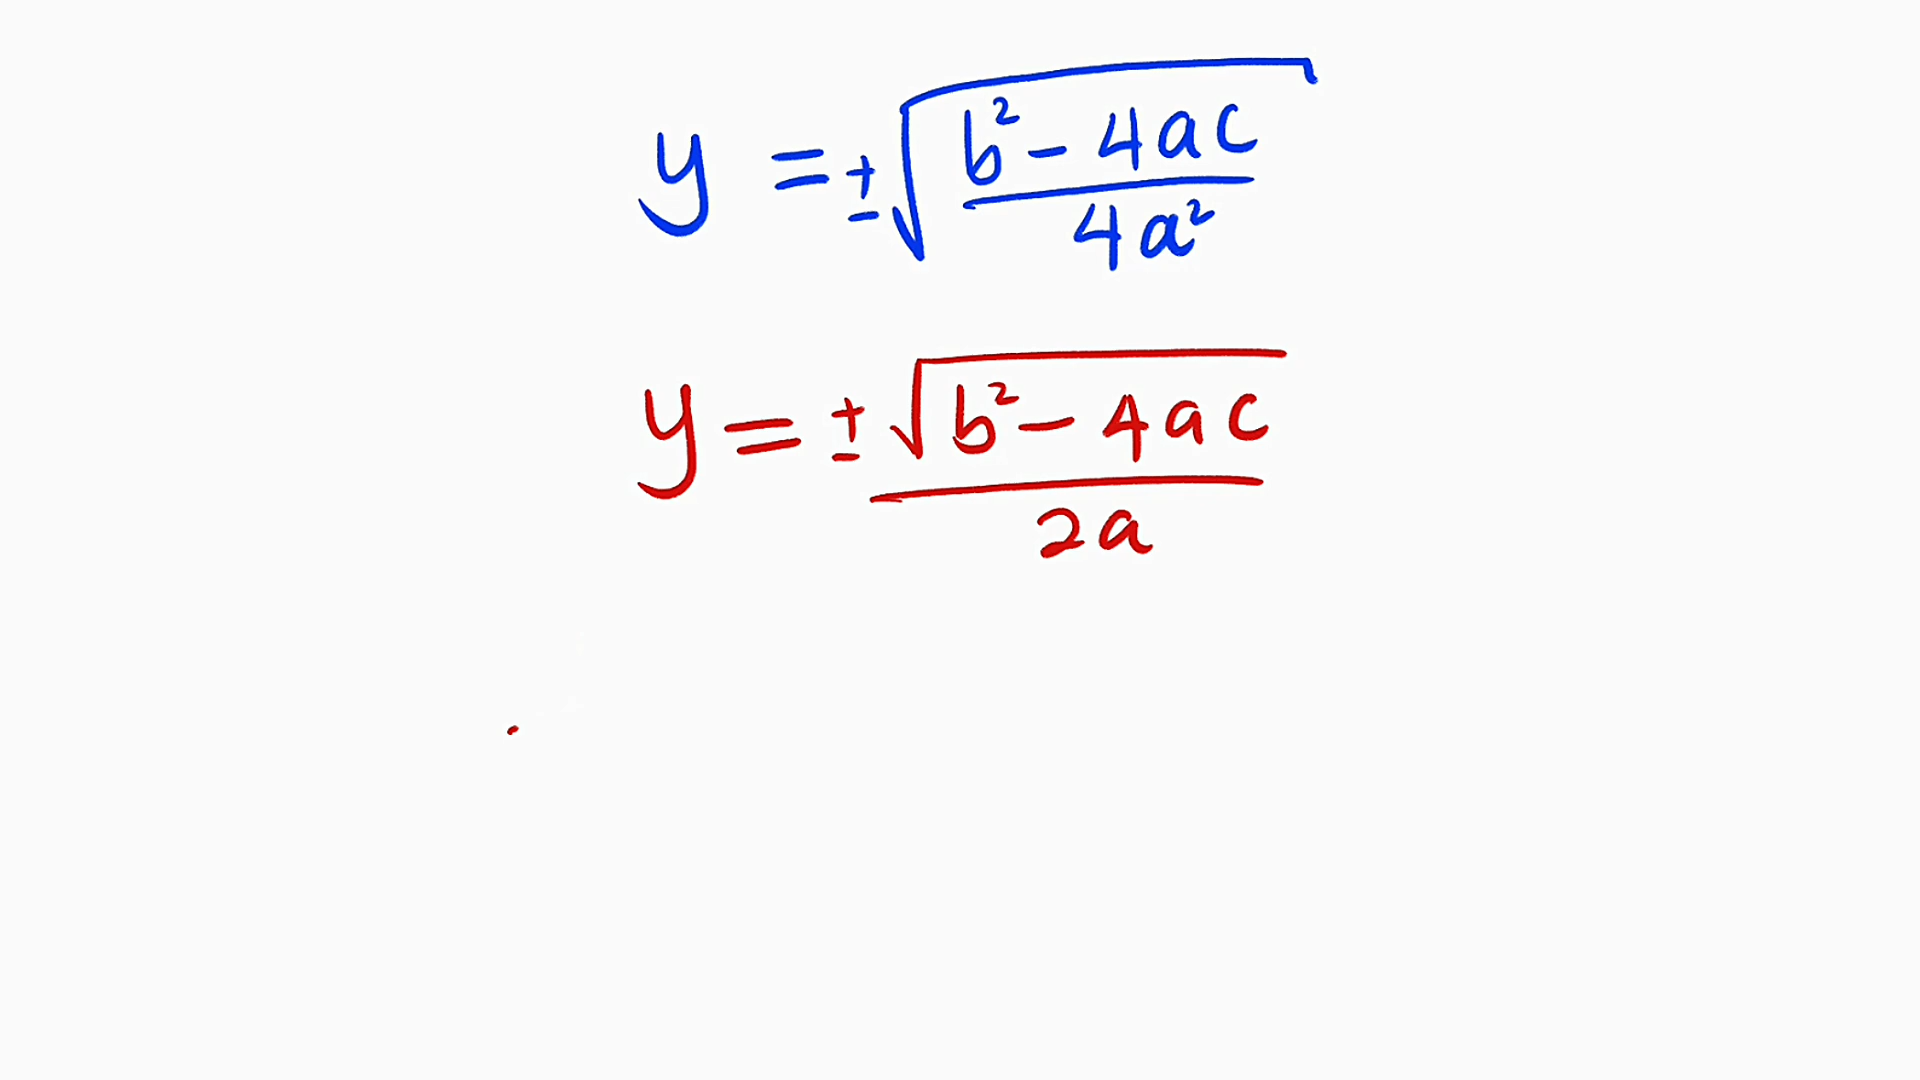 y = ±√((b² - 4ac)/(4a²))
y = ±√(b² - 4ac)/(2a)